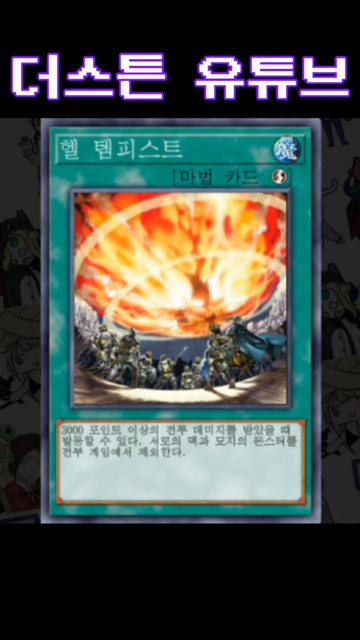 더스튼 유튜브
헬 템피스트
魔
[마법 카드
3000 포인트 이상의 전투 데미지를 받았을 때
발동할 수 있다. 서로의 덱과 묘지의 몬스터를
전부 게임에서 제외한다.